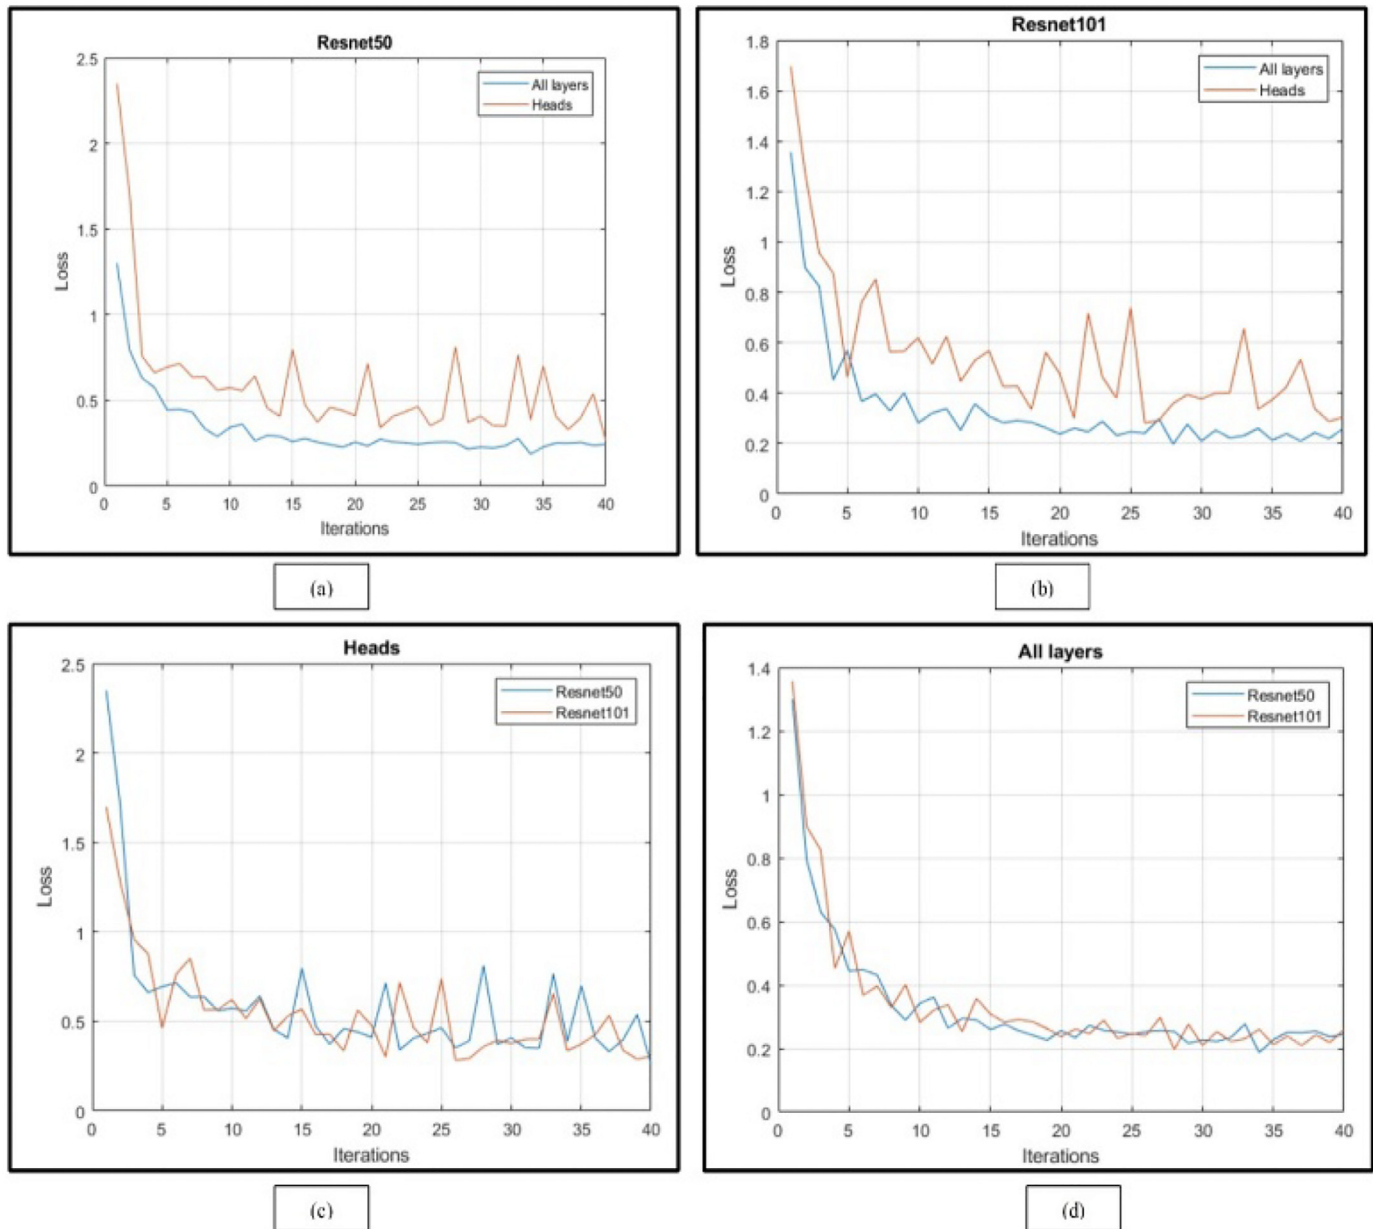 Resnet50
2.5
All layers
Heads
2
1.5
Loss
1
0.5
0
0 5 10 15 20 25 30 35 40
Iterations
(a)
Resnet101
1.8
All layers
Heads
1.6
1.4
1.2
1
Loss
0.8
0.6
0.4
0.2
0
0 5 10 15 20 25 30 35 40
Iterations
(b)
Heads
2.5
Resnet50
Resnet101
2
1.5
Loss
1
0.5
0
0 5 10 15 20 25 30 35 40
Iterations
(c)
All layers
1.4
Resnet50
Resnet101
1.2
1
0.8
Loss
0.6
0.4
0.2
0
0 5 10 15 20 25 30 35 40
Iterations
(d)